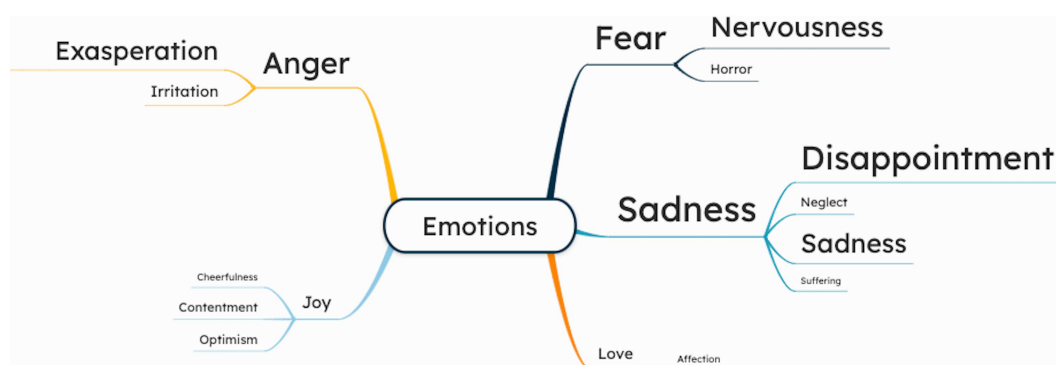 Exasperation
Irritation
Anger
Fear
Nervousness
Horror
Emotions
Sadness
Disappointment
Neglect
Sadness
Suffering
Cheerfulness
Contentment
Optimism
Joy
Love
Affection